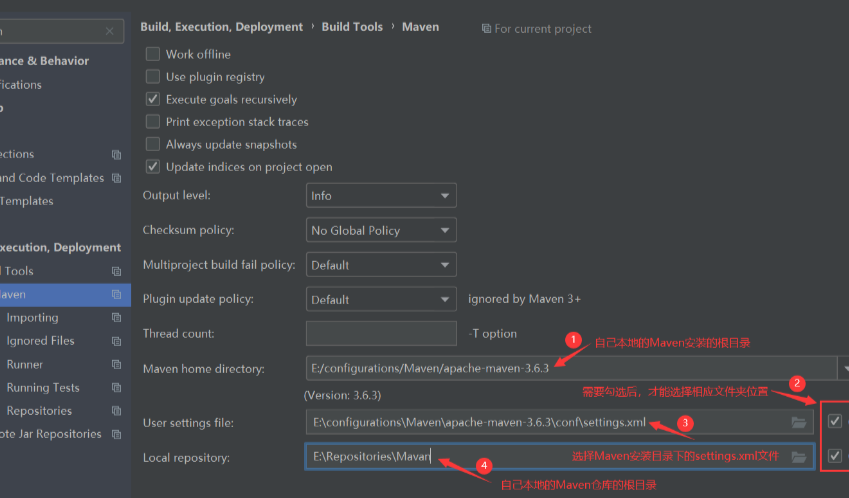 Build, Execution, Deployment › Build Tools › Maven For current project
Work offline
ance & Behavior
Use plugin registry
fications
Execute goals recursively
Print exception stack traces
Always update snapshots
ections
Update indices on project open
and Code Templates
Output level: Info
Templates
Checksum policy: No Global Policy
xecution, Deployment
Multiproject build fail policy: Default
d Tools
aven
Plugin update policy: Default ignored by Maven 3+
Importing
Thread count: -T option
Ignored Files
1 自己本地的Maven安装的根目录
Runner
Maven home directory: E:/configurations/Maven/apache-maven-3.6.3
Running Tests
(Version: 3.6.3)
需要勾选后，才能选择相应文件夹位置 2
Repositories
User settings file: E:\configurations\Maven\apache-maven-3.6.3\conf\settings.xml 3
ote Jar Repositories
Local repository: E:\Repositories\Mavan 选择Maven安装目录下的settings.xml文件
4 自己本地的Maven仓库的根目录